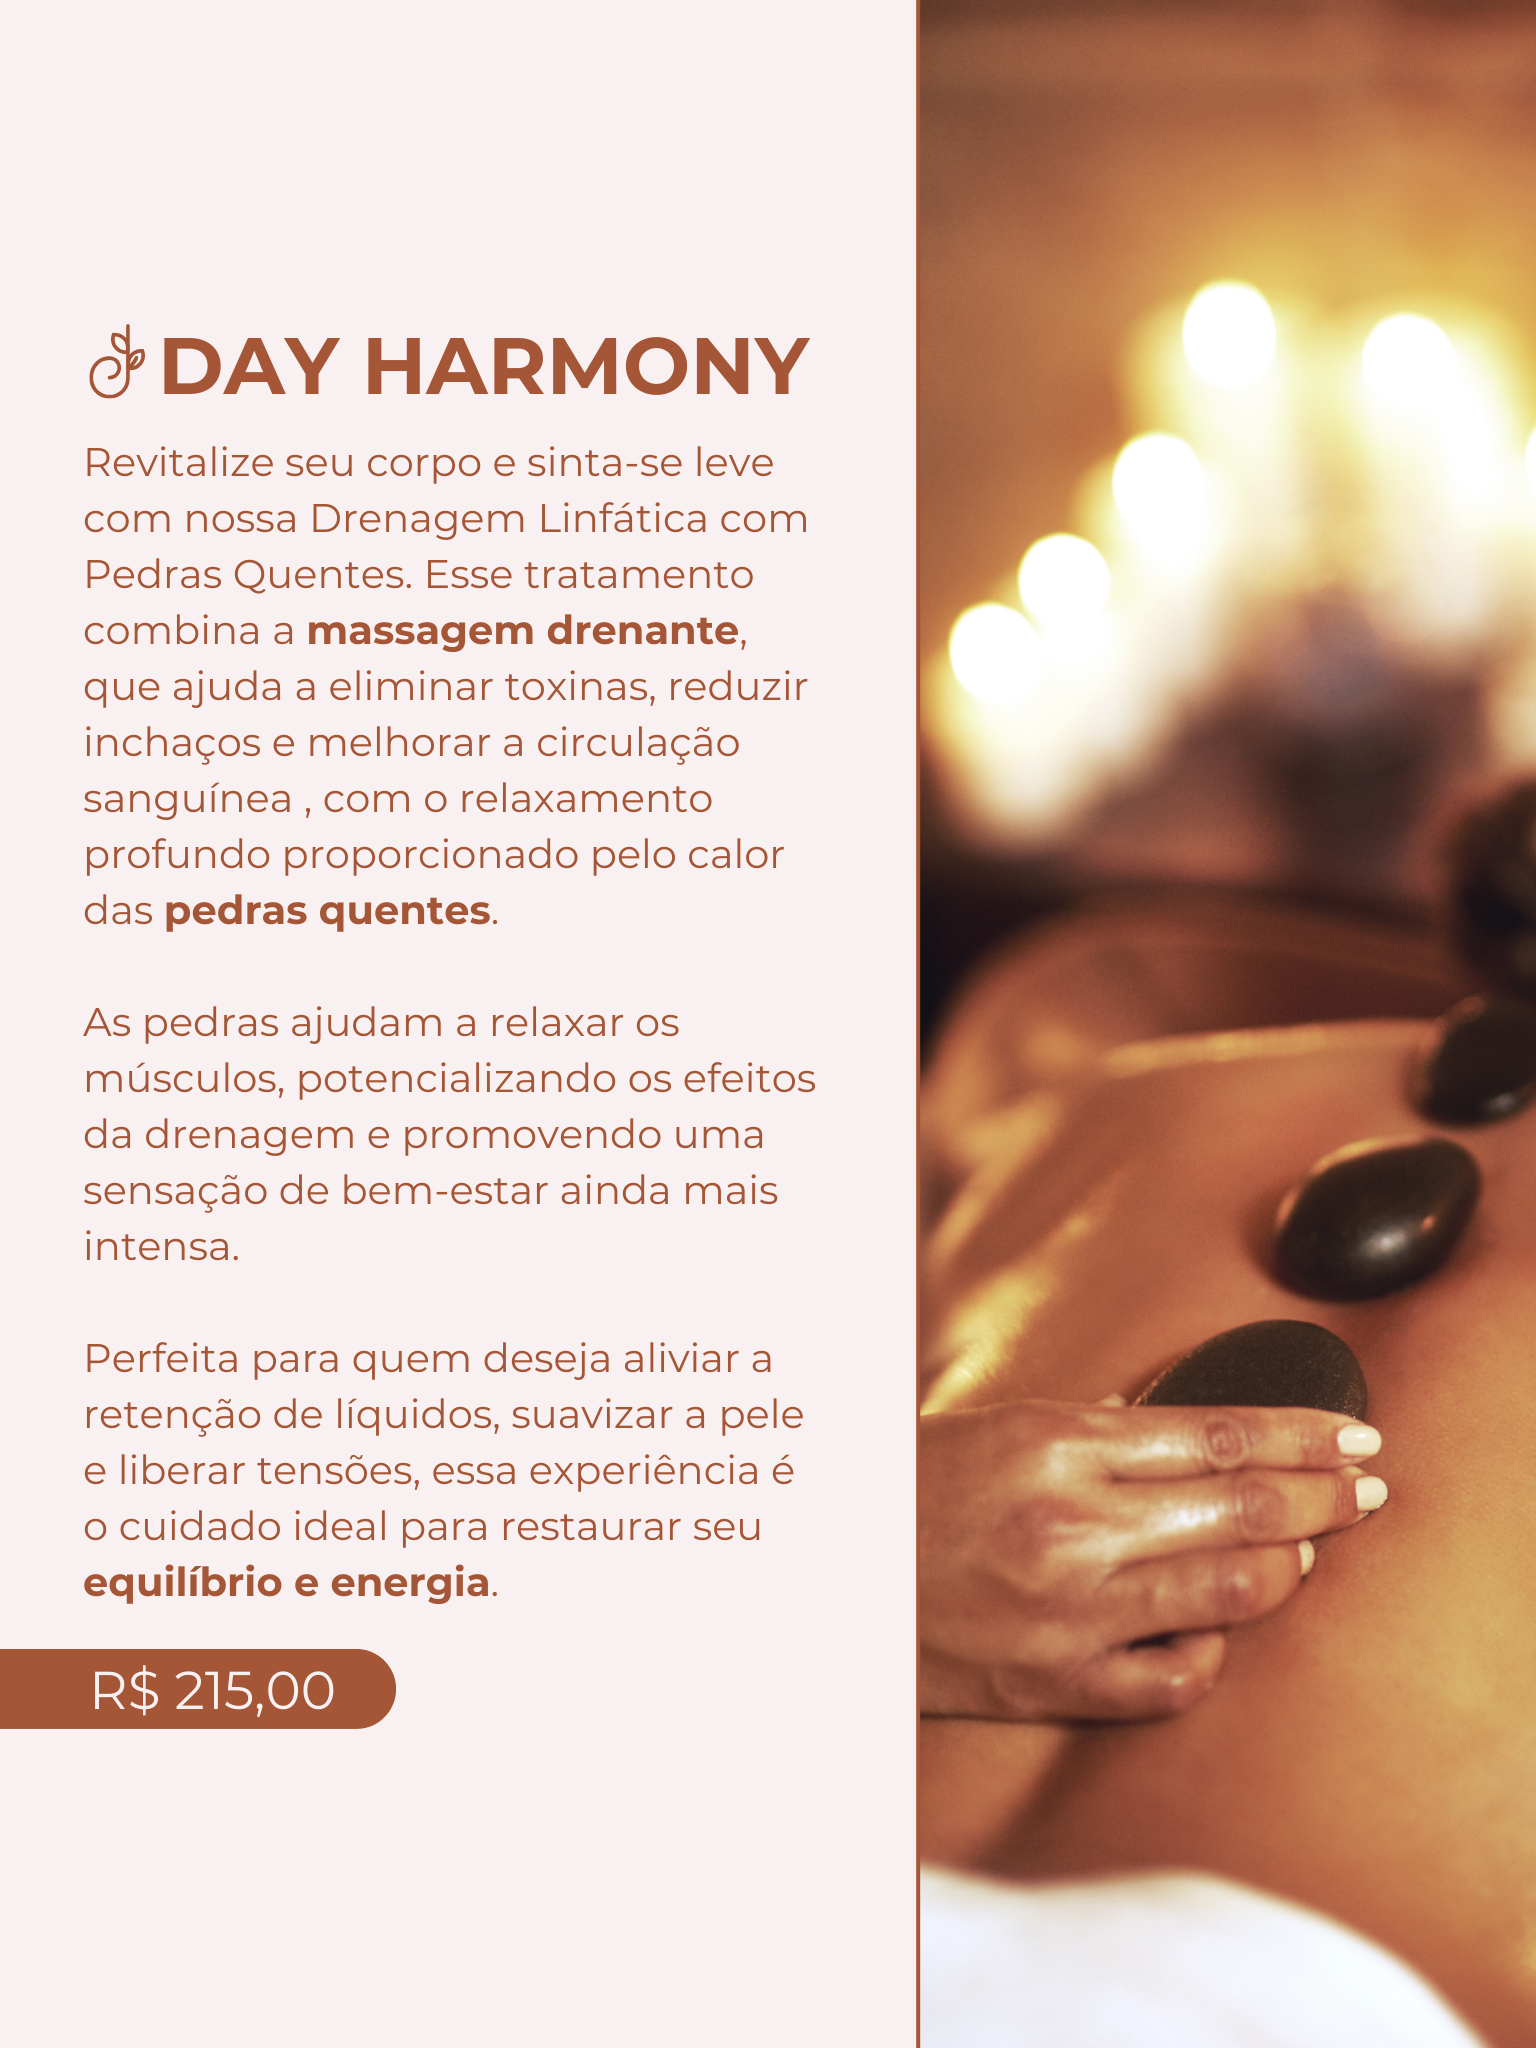 DAY HARMONY
Revitalize seu corpo e sinta-se leve
com nossa Drenagem Linfática com
Pedras Quentes. Esse tratamento
combina a massagem drenante,
que ajuda a eliminar toxinas, reduzir
inchaços e melhorar a circulação
sanguínea , com o relaxamento
profundo proporcionado pelo calor
das pedras quentes.
As pedras ajudam a relaxar os
músculos, potencializando os efeitos
da drenagem e promovendo uma
sensação de bem-estar ainda mais
intensa.
Perfeita para quem deseja aliviar a
retenção de líquidos, suavizar a pele
e liberar tensões, essa experiência é
o cuidado ideal para restaurar seu
equilíbrio e energia.
R$ 215,00